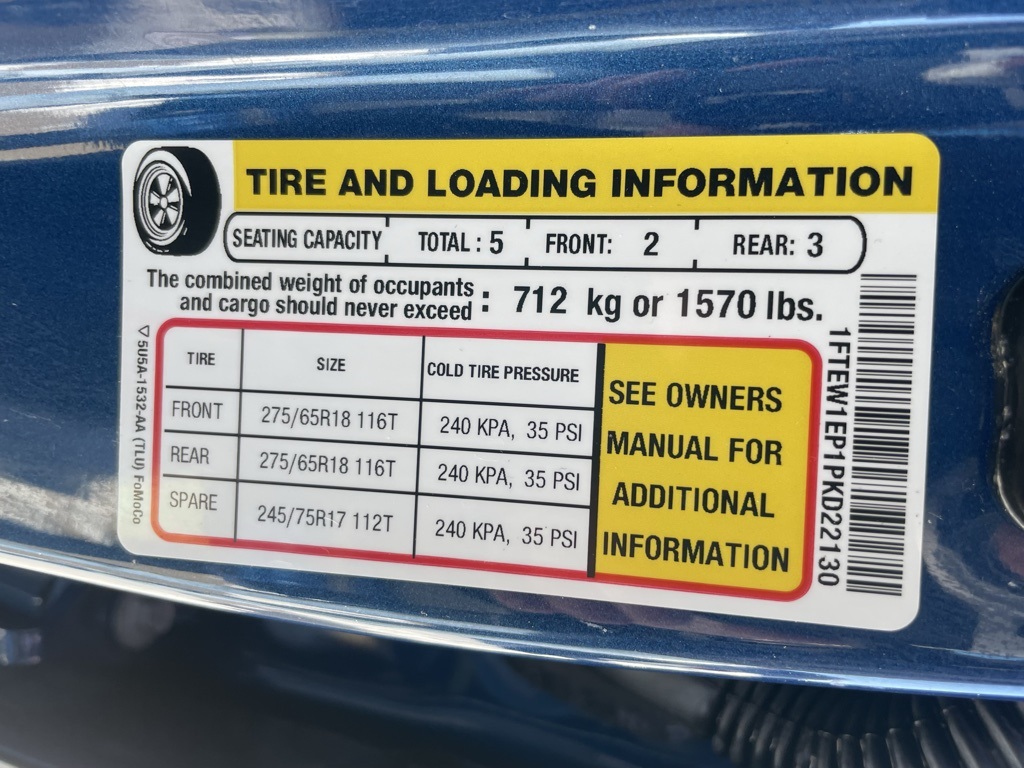 TIRE AND LOADING INFORMATION
SEATING CAPACITY TOTAL : 5 FRONT: 2 REAR: 3
The combined weight of occupants
and cargo should never exceed : 712 kg or 1570 lbs.
TIRE SIZE COLD TIRE PRESSURE
FRONT 275/65R18 116T 240 KPA, 35 PSI
REAR 275/65R18 116T 240 KPA, 35 PSI
SPARE 245/75R17 112T 240 KPA, 35 PSI
SEE OWNERS
MANUAL FOR
ADDITIONAL
INFORMATION
1FTEW1EP1PKD22130
5U5A-1532-AA (TLU) FoMoCo